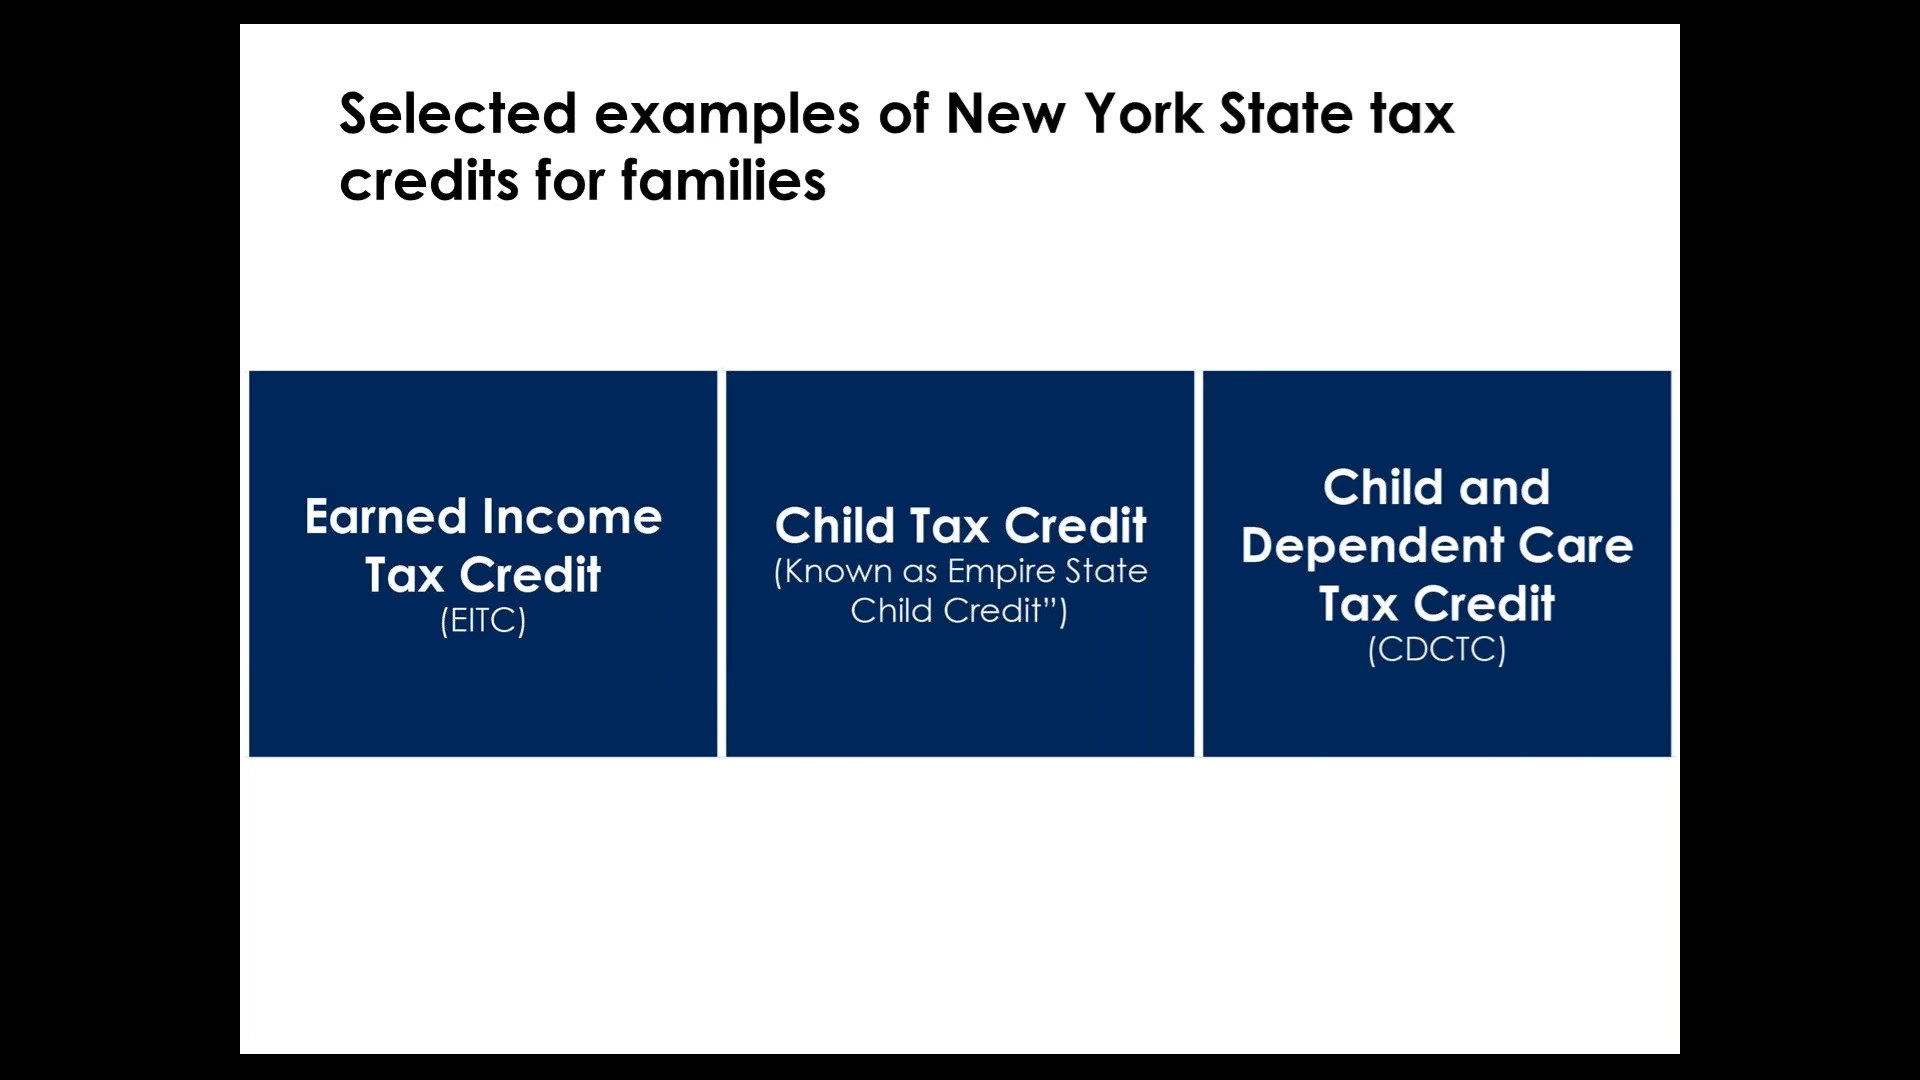 Selected examples of New York State tax
credits for families
Earned Income
Tax Credit
(EITC)
Child Tax Credit
(Known as Empire State
Child Credit”)
Child and
Dependent Care
Tax Credit
(CDCTC)